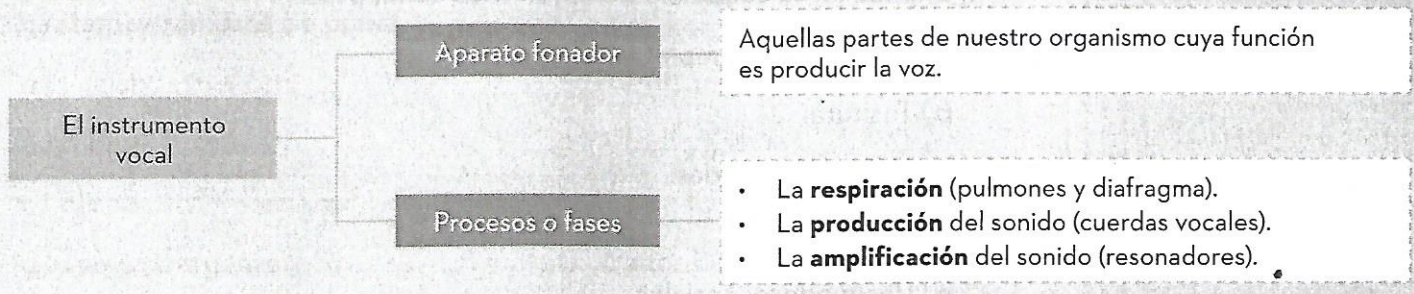 Aparato fonador
Aquellas partes de nuestro organismo cuya función
es producir la voz.
El instrumento
vocal
Procesos o fases
• La respiración (pulmones y diafragma).
• La producción del sonido (cuerdas vocales).
• La amplificación del sonido (resonadores).